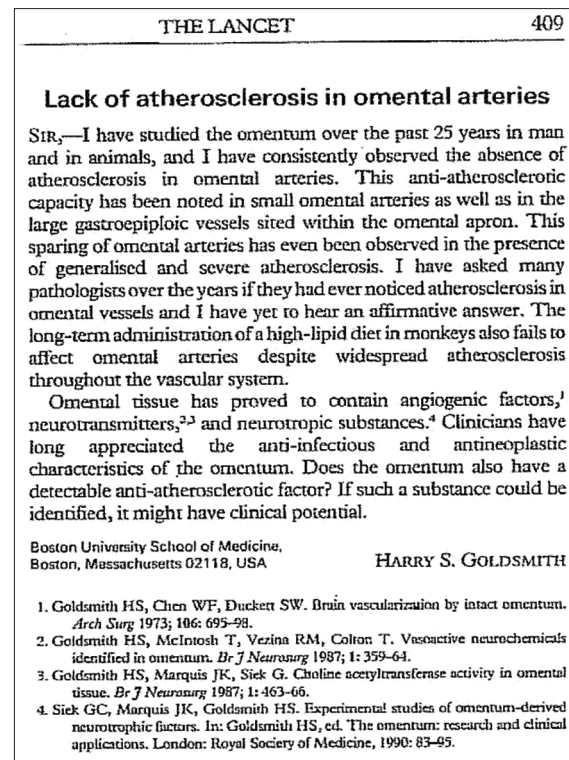 THE LANCET 409
Lack of atherosclerosis in omental arteries
SIR,—I have studied the omentum over the past 25 years in man
and in animals, and I have consistently observed the absence of
atherosclerosis in omental arteries. This anti-atherosclerotic
capacity has been noted in small omental arteries as well as in the
large gastroepiploic vessels sited within the omental apron. This
sparing of omental arteries has even been observed in the presence
of generalised and severe atherosclerosis. I have asked many
pathologists over the years if they had ever noticed atherosclerosis in
omental vessels and I have yet to hear an affirmative answer. The
long-term administration of a high-lipid diet in monkeys also fails to
affect omental arteries despite widespread atherosclerosis
throughout the vascular system.
Omental tissue has proved to contain angiogenic factors,¹
neurotransmitters,²,³ and neurotropic substances.⁴ Clinicians have
long appreciated the anti-infectious and antineoplastic
characteristics of the omentum. Does the omentum also have a
detectable anti-atherosclerotic factor? If such a substance could be
identified, it might have clinical potential.
Boston University School of Medicine,
Boston, Massachusetts 02118, USA HARRY S. GOLDSMITH
1. Goldsmith HS, Chen WF, Duckett SW. Brain vascularization by intact omentum.
Arch Surg 1973; 106: 695–98.
2. Goldsmith HS, McIntosh T, Vezina RM, Colton T. Vasoactive neurochemicals
identified in omentum. Br J Neurosurg 1987; 1: 359–64.
3. Goldsmith HS, Marquis JK, Siek G. Choline acetyltransferase activity in omental
tissue. Br J Neurosurg 1987; 1: 463–66.
4. Siek GC, Marquis JK, Goldsmith HS. Experimental studies of omentum-derived
neurotrophic factors. In: Goldsmith HS, ed. The omentum: research and clinical
applications. London: Royal Society of Medicine, 1990: 83–95.